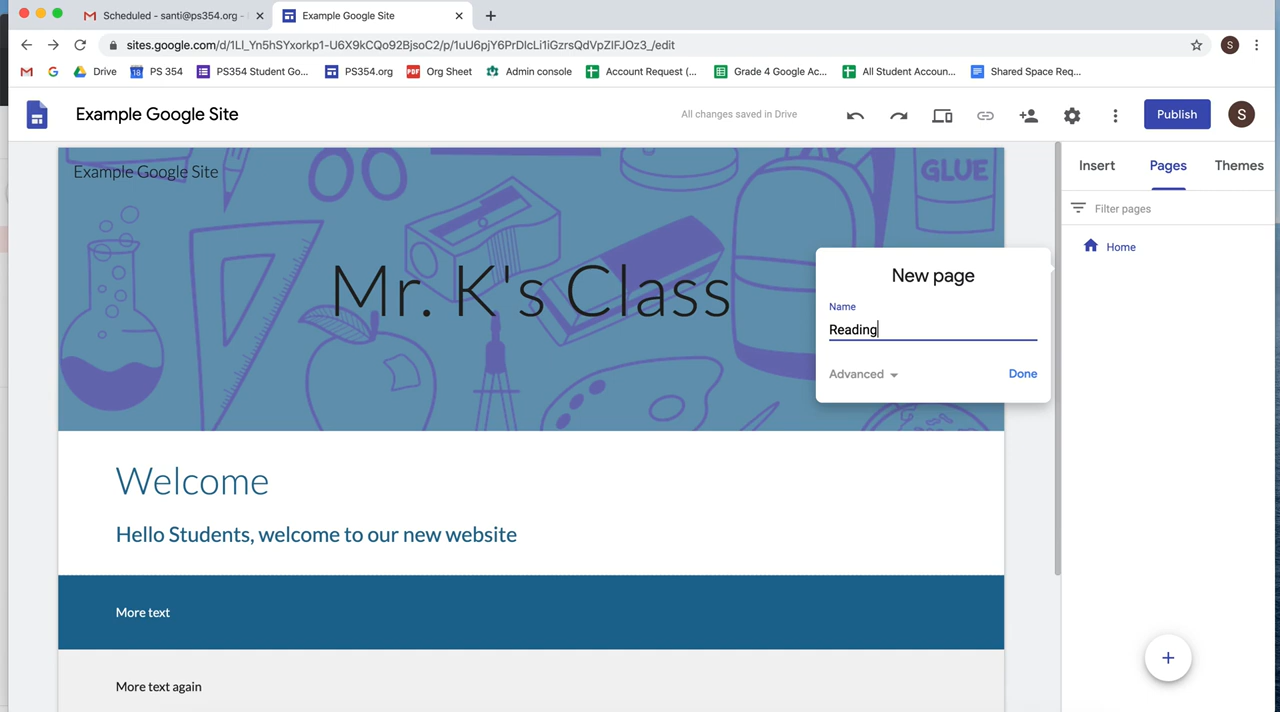 Scheduled - santi@ps354.org -
Example Google Site
sites.google.com/d/1Ll_Yn5hSYxorkp1-U6X9kCQo92BjsoC2/p/1uU6pjY6PrDlcLi1iGzrsQdVpZlFJOz3_/edit
S
Drive
18
PS 354
PS354 Student Go...
PS354.org
PDF
Org Sheet
Admin console
Account Request (...
Grade 4 Google Ac...
All Student Accoun...
Shared Space Req...
Example Google Site
All changes saved in Drive
Publish
S
Example Google Site
GLUE
Mr. K's Class
Insert
Pages
Themes
Filter pages
Home
New page
Name
Reading
Advanced
Done
Welcome
Hello Students, welcome to our new website
More text
More text again